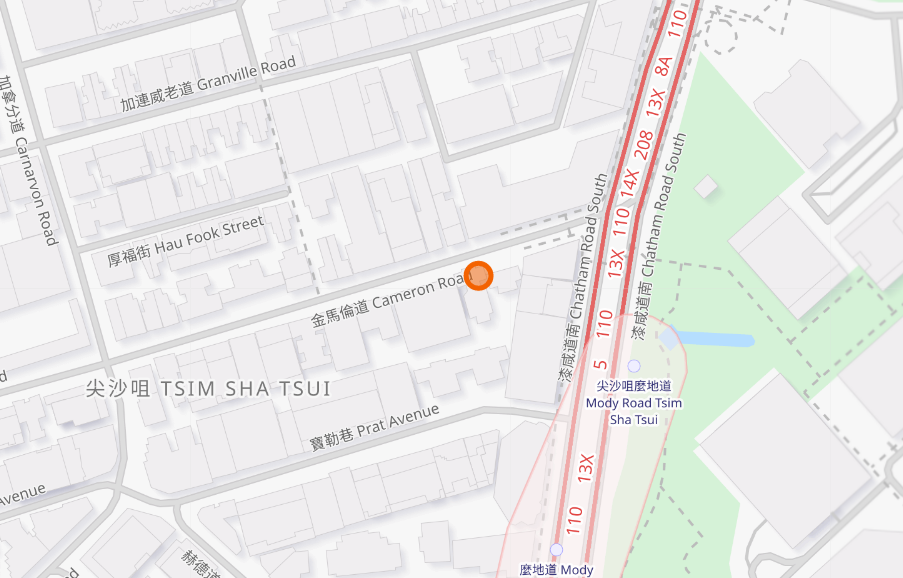 110
8A
13X
208
14X
110
13X
110
5
13X
110
加連威老道 Granville Road
加拿分道 Carnarvon Road
厚福街 Hau Fook Street
漆咸道南 Chatham Road South
漆咸道南 Chatham Road South
金馬倫道 Cameron Road
尖沙咀 TSIM SHA TSUI
尖沙咀麼地道
Mody Road Tsim
Sha Tsui
寶勒巷 Prat Avenue
Avenue
赫德道
麼地道 Mody